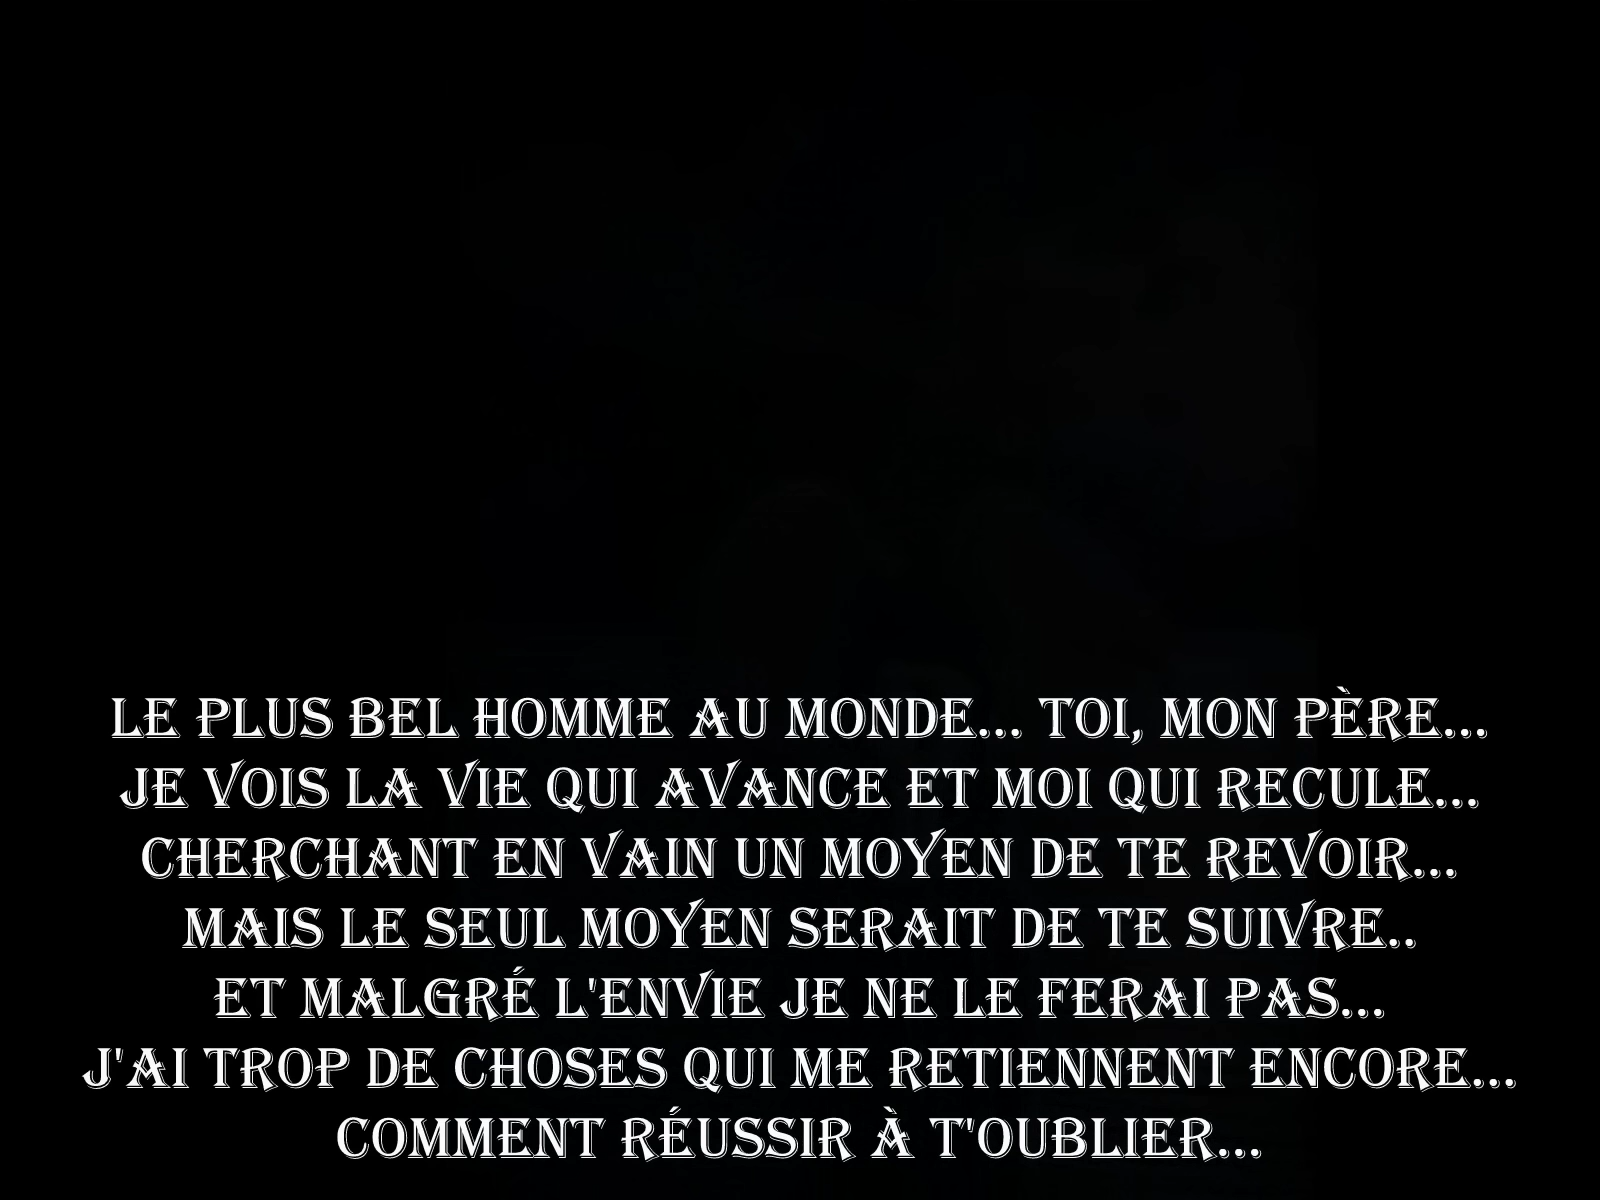 LE PLUS BEL HOMME AU MONDE... TOI, MON PÈRE...
JE VOIS LA VIE QUI AVANCE ET MOI QUI RECULE...
CHERCHANT EN VAIN UN MOYEN DE TE REVOIR...
MAIS LE SEUL MOYEN SERAIT DE TE SUIVRE..
ET MALGRÉ L'ENVIE JE NE LE FERAI PAS...
J'AI TROP DE CHOSES QUI ME RETIENNENT ENCORE...
COMMENT RÉUSSIR À T'OUBLIER...